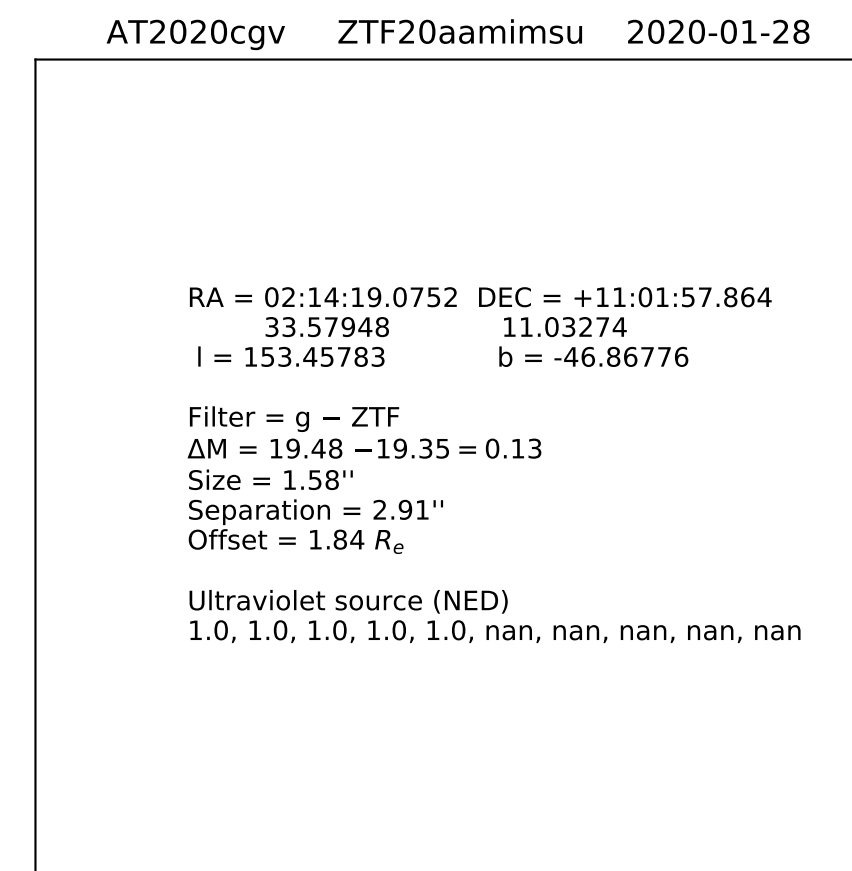 AT2020cgv ZTF20aamimsu 2020-01-28
RA = 02:14:19.0752 DEC = +11:01:57.864
33.57948 11.03274
l = 153.45783 b = -46.86776
Filter = g − ZTF
ΔM = 19.48 −19.35 = 0.13
Size = 1.58''
Separation = 2.91''
Offset = 1.84 Rₑ
Ultraviolet source (NED)
1.0, 1.0, 1.0, 1.0, 1.0, nan, nan, nan, nan, nan